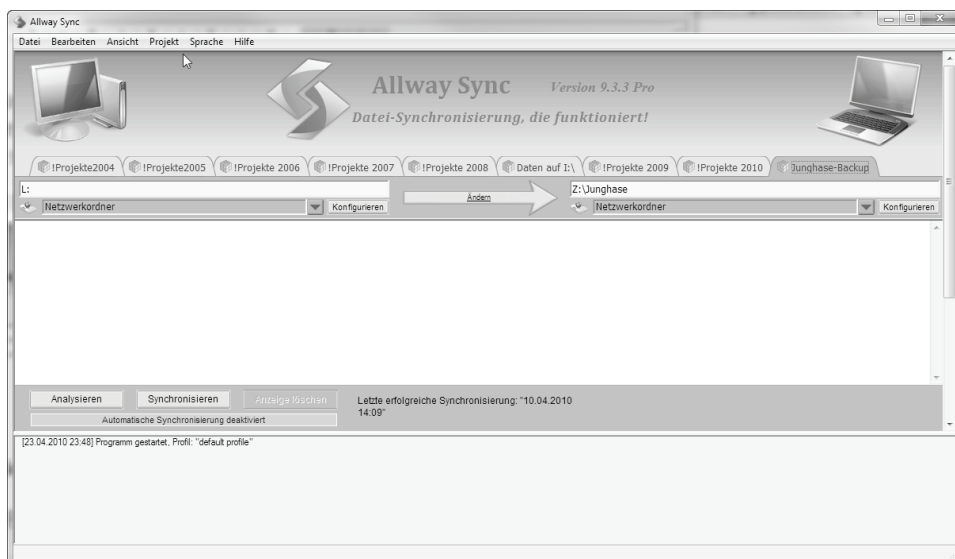 Allway Sync
Datei Bearbeiten Ansicht Projekt Sprache Hilfe
Allway Sync Version 9.3.3 Pro
Datei-Synchronisierung, die funktioniert!
!Projekte2004 !Projekte2005 !Projekte 2006 !Projekte 2007 !Projekte 2008 Daten auf I:\ !Projekte 2009 !Projekte 2010 Junghase-Backup
L: Ändern Z:\Junghase
Netzwerkordner Konfigurieren Netzwerkordner Konfigurieren
Analysieren Synchronisieren Anzeige löschen Letzte erfolgreiche Synchronisierung: "10.04.2010
14:09"
Automatische Synchronisierung deaktiviert
[23.04.2010 23:48] Programm gestartet, Profil: "default profile"